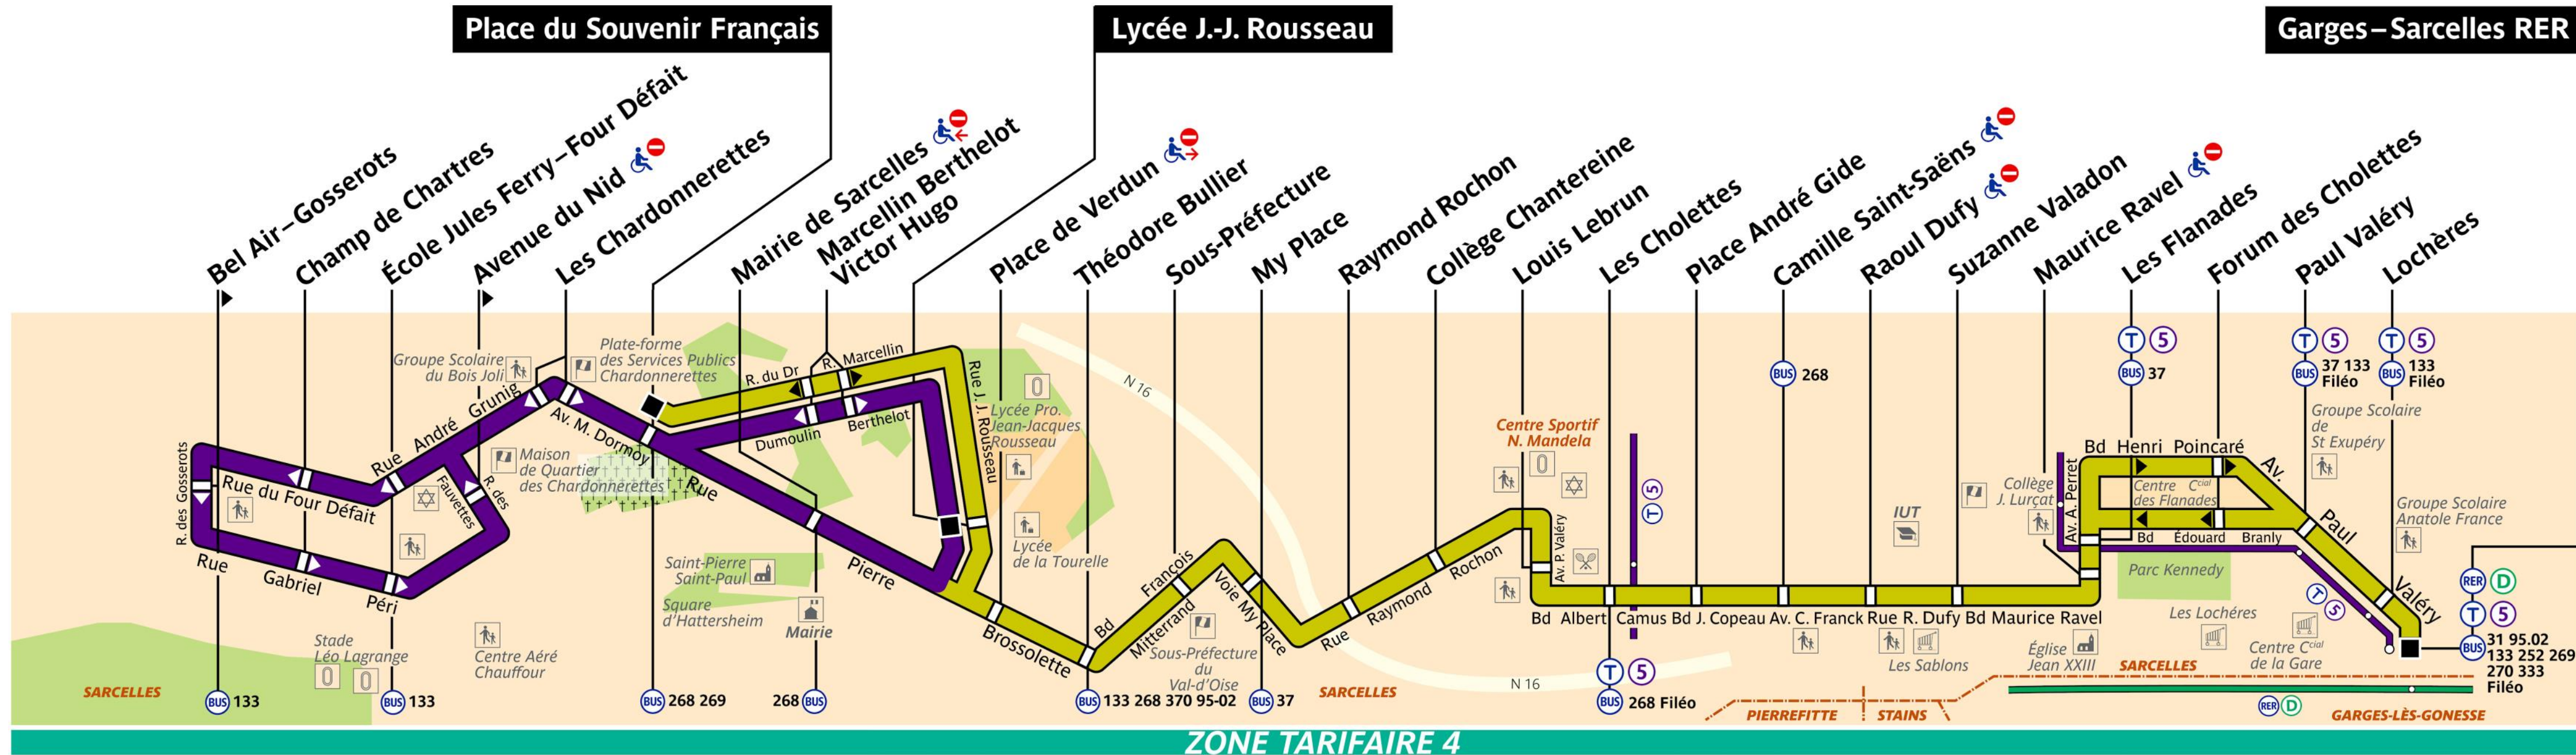 Place du Souvenir Français
Lycée J.-J. Rousseau
Garges–Sarcelles RER
Bel Air–Gosserots
Champ de Chartres
École Jules Ferry–Four Défait
Avenue du Nid
Les Chardonnerettes
Mairie de Sarcelles
Marcellin Berthelot
Victor Hugo
Place de Verdun
Théodore Bullier
Sous-Préfecture
My Place
Raymond Rochon
Collège Chantereine
Louis Lebrun
Les Cholettes
Place André Gide
Camille Saint-Saëns
Raoul Dufy
Suzanne Valadon
Maurice Ravel
Les Flanades
Forum des Cholettes
Paul Valéry
Lochères
Groupe Scolaire
du Bois Joli
Plate-forme
des Services Publics
Chardonnerettes
R. du Dr
R. Marcellin
Dumoulin
Berthelot
Rue J. J. Rousseau
Lycée Pro.
Jean-Jacques
Rousseau
Lycée
de la Tourelle
N 16
R. des Gosserots
Rue du Four Défait
Rue André Grunig
Av. M. Dormoy
Maison
de Quartier
des Chardonnerettes
R. des
Fauvettes
Rue
Gabriel
Péri
Rue
Pierre
Brossolette
Stade
Léo Lagrange
Centre Aéré
Chauffour
Saint-Pierre
Saint-Paul
Square
d'Hattersheim
Mairie
SARCELLES
BUS 133
BUS 133
BUS 268 269
268 BUS
Bd
François
Mitterrand
Voie My Place
Sous-Préfecture
du
Val-d'Oise
BUS 133 268 370 95-02
BUS 37
SARCELLES
Rue
Raymond
Rochon
N 16
Centre Sportif
N. Mandela
Av. P. Valéry
T 5
T 5
BUS 268 Filéo
Bd Albert Camus
Bd J. Copeau
Av. C. Franck
Rue R. Dufy
Bd Maurice Ravel
BUS 268
IUT
Les Sablons
Collège
J. Lurçat
Av. A. Perret
Église
Jean XXIII
T 5
BUS 37
Bd Henri Poincaré
Centre Ccial
des Flanades
Bd Édouard Branly
Parc Kennedy
T 5
BUS 37 133
Filéo
T 5
BUS 133
Filéo
Groupe Scolaire
de
St Exupéry
Av.
Paul
Valéry
Groupe Scolaire
Anatole France
T 5
Les Lochéres
Centre Ccial
de la Gare
RER D
T 5
BUS 31 95.02
133 252 269
270 333
Filéo
SARCELLES
PIERREFITTE
STAINS
RER D
GARGES-LÈS-GONESSE
ZONE TARIFAIRE 4